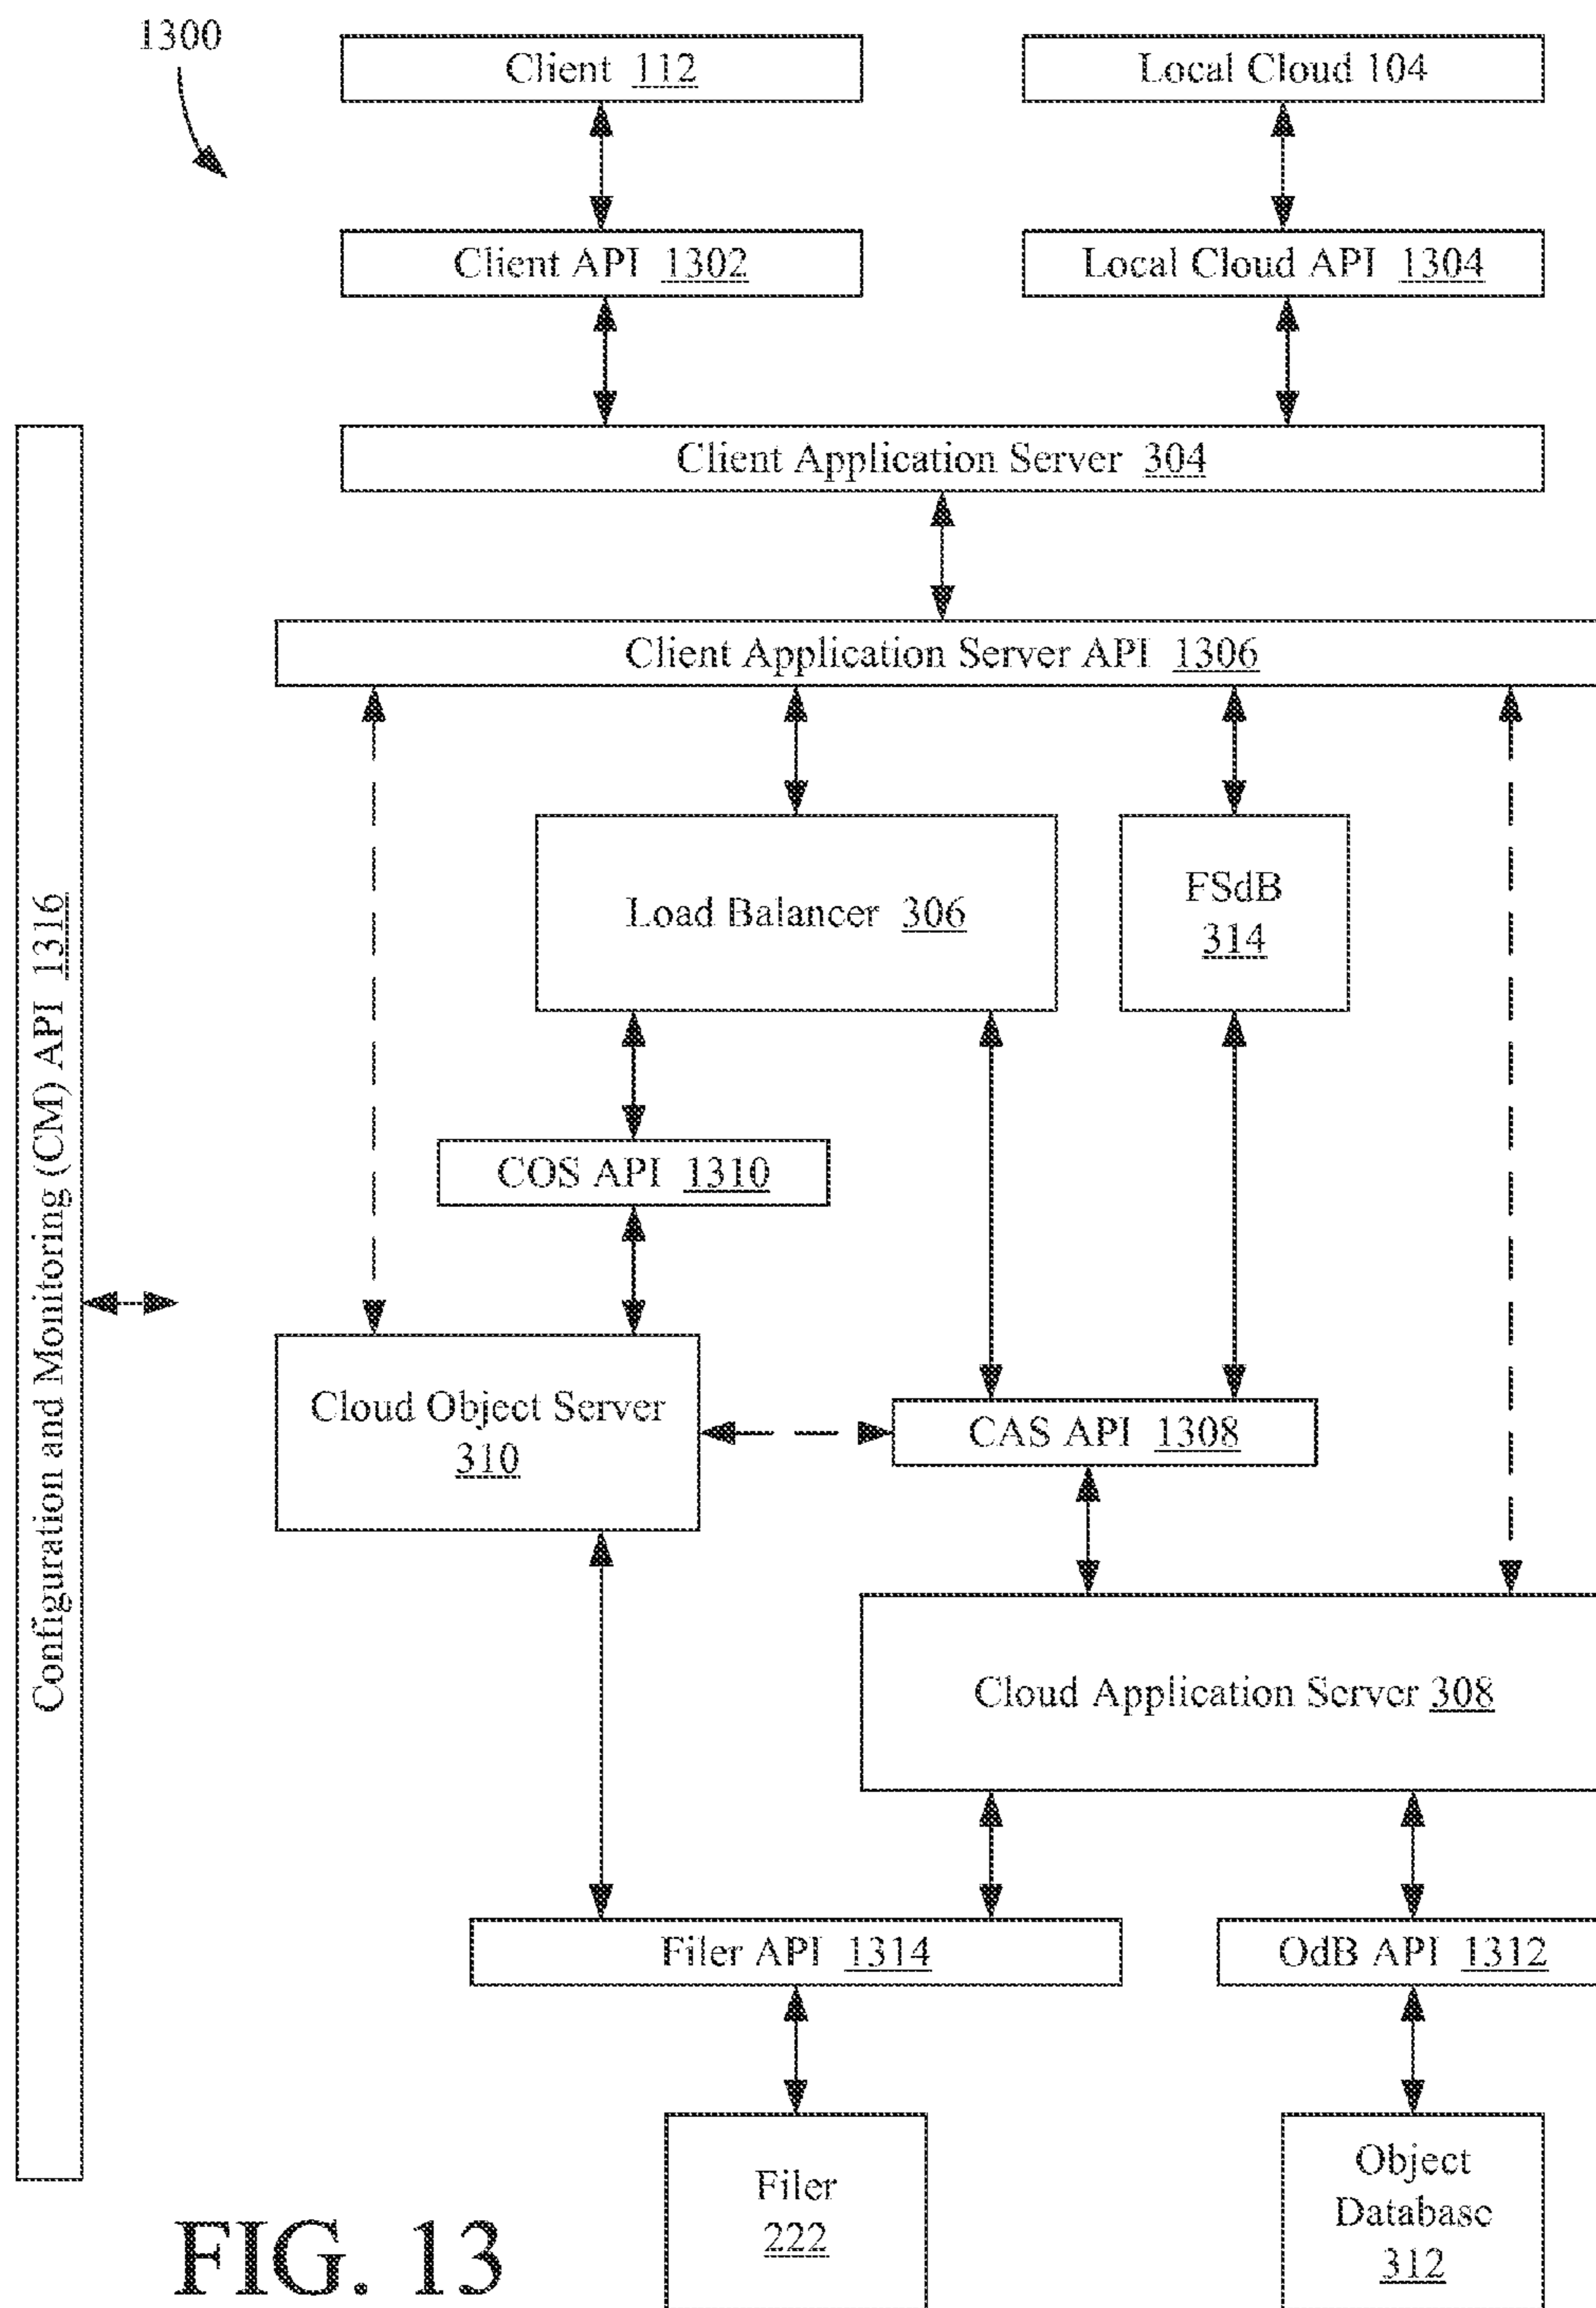 1300
Client 112
Local Cloud 104
Client API 1302
Local Cloud API 1304
Client Application Server 304
Client Application Server API 1306
Load Balancer 306
FSdB
314
Configuration and Monitoring (CM) API 1316
COS API 1310
Cloud Object Server
310
CAS API 1308
Cloud Application Server 308
Filer API 1314
OdB API 1312
Filer
222
Object
Database
312
FIG. 13